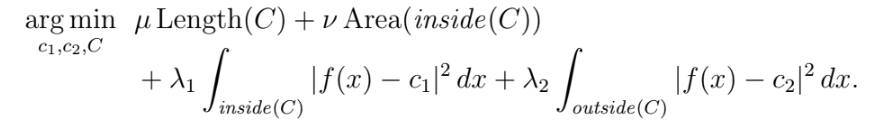 arg min μ Length(C) + ν Area(inside(C))
c₁,c₂,C
+ λ₁ ∫inside(C) |f(x) − c₁|² dx + λ₂ ∫outside(C) |f(x) − c₂|² dx.